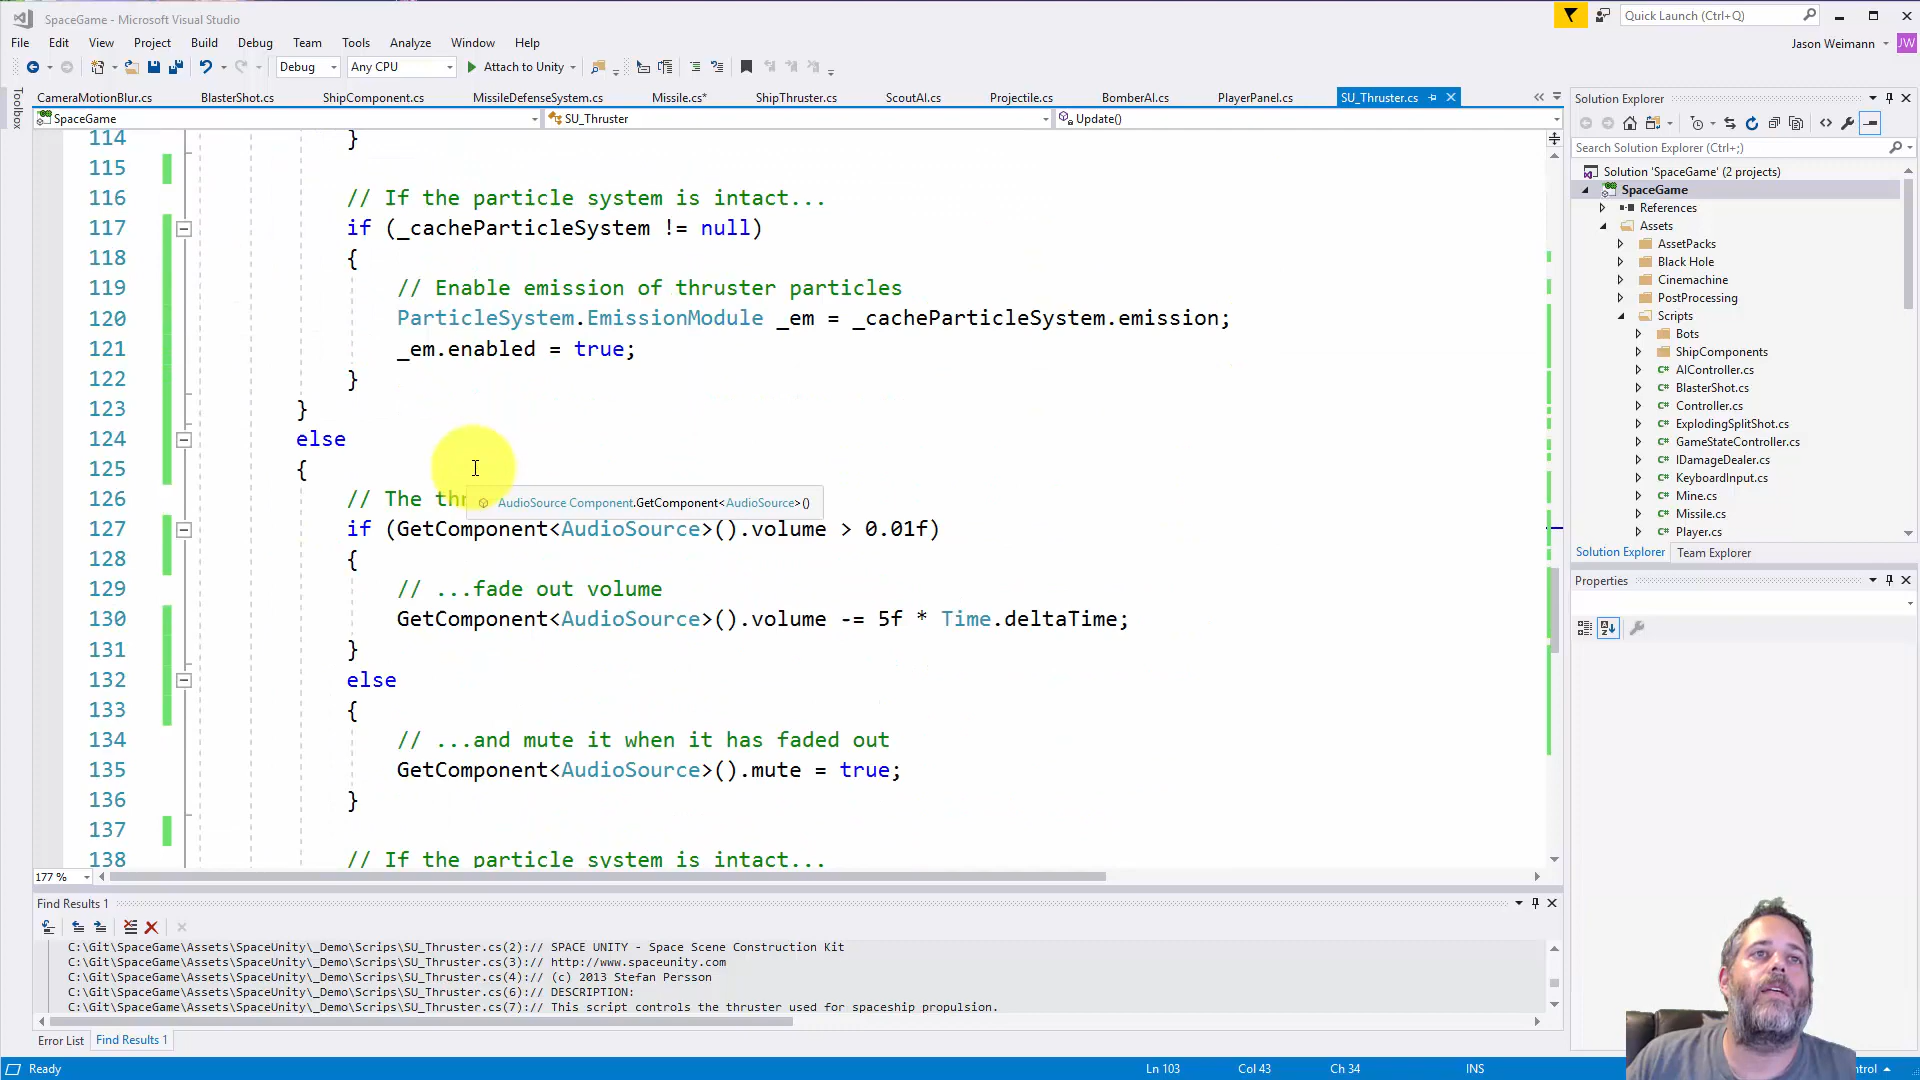 SpaceGame - Microsoft Visual Studio
Quick Launch (Ctrl+Q)
File Edit View Project Build Debug Team Tools Analyze Window Help
Jason Weimann JW
Debug Any CPU Attach to Unity
Toolbox
CameraMotionBlur.cs BlasterShot.cs ShipComponent.cs MissileDefenseSystem.cs Missile.cs* ShipThruster.cs ScoutAI.cs Projectile.cs BomberAI.cs PlayerPanel.cs SU_Thruster.cs
SpaceGame SU_Thruster Update()
114 }
115
116 // If the particle system is intact...
117 if (_cacheParticleSystem != null)
118 {
119 // Enable emission of thruster particles
120 ParticleSystem.EmissionModule _em = _cacheParticleSystem.emission;
121 _em.enabled = true;
122 }
123 }
124 else
125 {
126 // The thr
AudioSource Component.GetComponent<AudioSource>()
127 if (GetComponent<AudioSource>().volume > 0.01f)
128 {
129 // ...fade out volume
130 GetComponent<AudioSource>().volume -= 5f * Time.deltaTime;
131 }
132 else
133 {
134 // ...and mute it when it has faded out
135 GetComponent<AudioSource>().mute = true;
136 }
137
138 // If the particle system is intact...
177 %
Find Results 1
C:\Git\SpaceGame\Assets\SpaceUnity\_Demo\Scrips\SU_Thruster.cs(2):// SPACE UNITY - Space Scene Construction Kit
C:\Git\SpaceGame\Assets\SpaceUnity\_Demo\Scrips\SU_Thruster.cs(3):// http://www.spaceunity.com
C:\Git\SpaceGame\Assets\SpaceUnity\_Demo\Scrips\SU_Thruster.cs(4):// (c) 2013 Stefan Persson
C:\Git\SpaceGame\Assets\SpaceUnity\_Demo\Scrips\SU_Thruster.cs(6):// DESCRIPTION:
C:\Git\SpaceGame\Assets\SpaceUnity\_Demo\Scrips\SU_Thruster.cs(7):// This script controls the thruster used for spaceship propulsion.
Error List Find Results 1
Solution Explorer
Search Solution Explorer (Ctrl+;)
Solution 'SpaceGame' (2 projects)
SpaceGame
References
Assets
AssetPacks
Black Hole
Cinemachine
PostProcessing
Scripts
Bots
ShipComponents
C# AIController.cs
C# BlasterShot.cs
C# Controller.cs
C# ExplodingSplitShot.cs
C# GameStateController.cs
C# IDamageDealer.cs
C# KeyboardInput.cs
C# Mine.cs
C# Missile.cs
C# Player.cs
Solution Explorer Team Explorer
Properties
Ready Ln 103 Col 43 Ch 34 INS